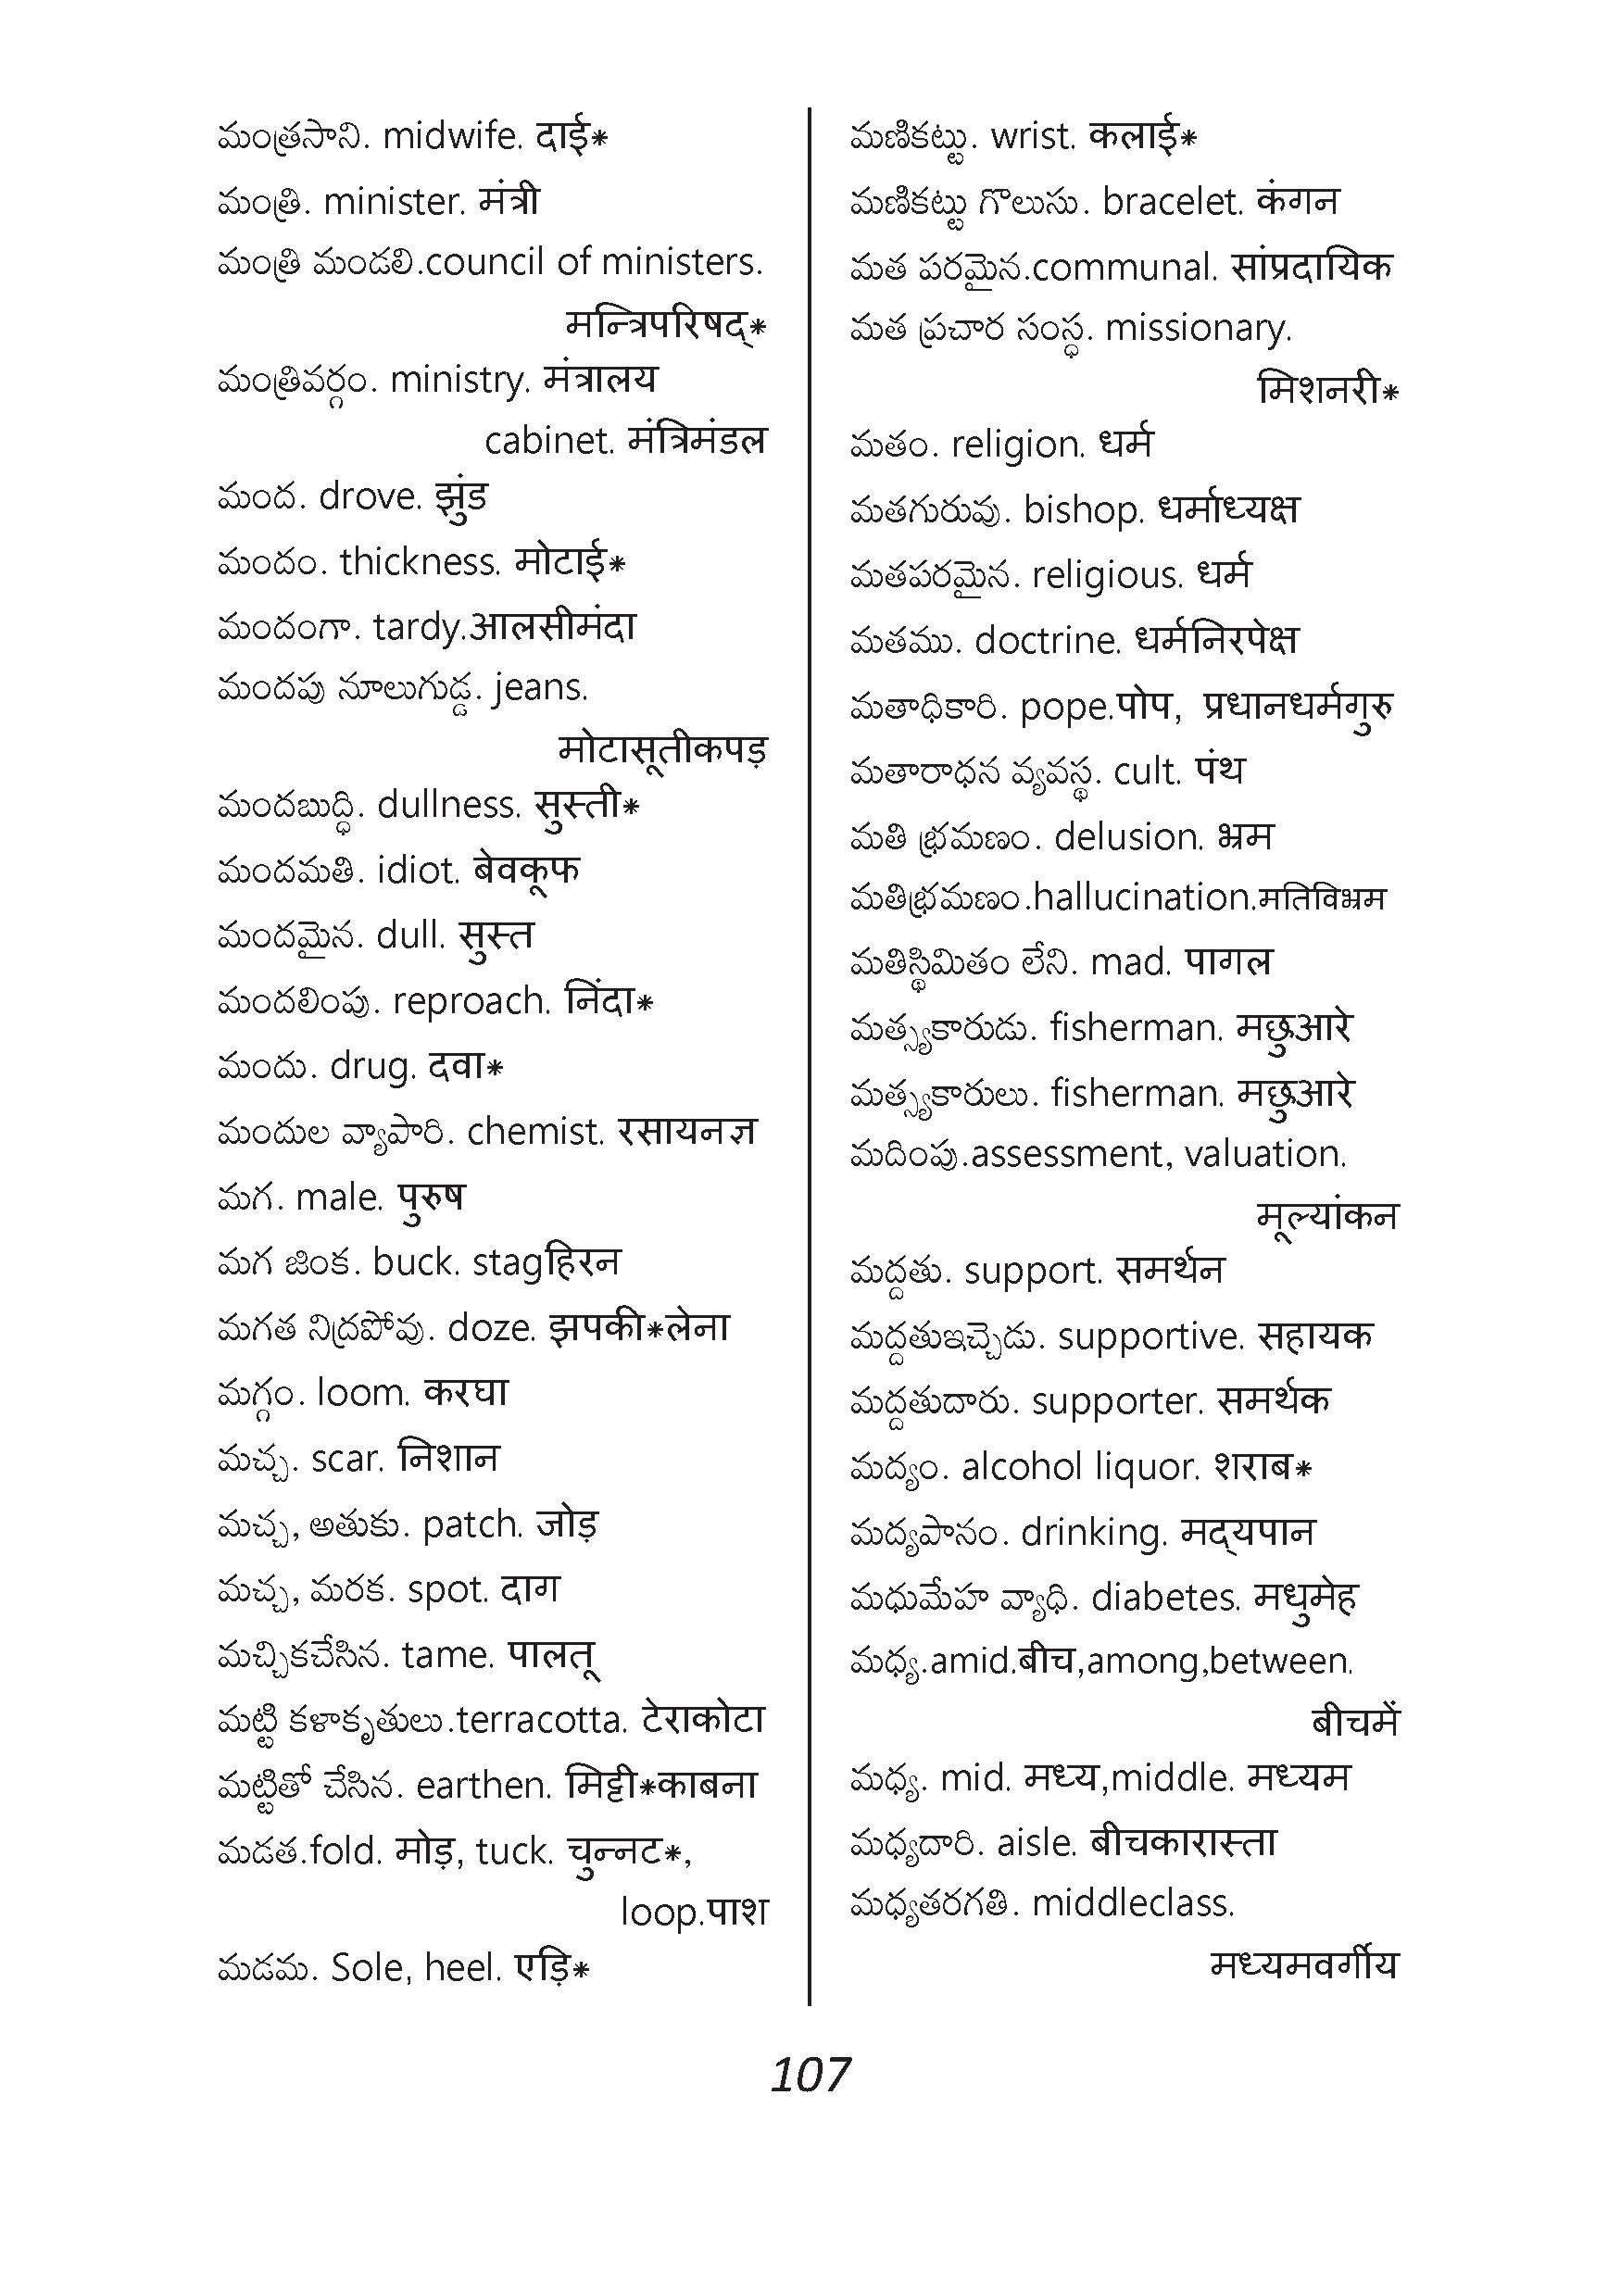 మంత్రసాని. midwife. दाई*
మంత్రి. minister. मंत्री
మంత్రి మండలి.council of ministers.
मन्त्रिपरिषद्*
మంత్రివర్గం. ministry. मंत्रालय
cabinet. मंत्रिमंडल
మంద. drove. झुंड
మందం. thickness. मोटाई*
మందంగా. tardy.आलसीमंदा
మందపు నూలుగుడ్డ. jeans.
मोटासूतीकपड़
మందబుద్ధి. dullness. सुस्ती*
మందమతి. idiot. बेवकूफ
మందమైన. dull. सुस्त
మందలింపు. reproach. निंदा*
మందు. drug. दवा*
మందుల వ్యాపారి. chemist. रसायनज्ञ
మగ. male. पुरुष
మగ జింక. buck. stagहिरन
మగత నిద్రపోవు. doze. झपकी*लेना
మగ్గం. loom. करघा
మచ్చ. scar. निशान
మచ్చ, అతుకు. patch. जोड़
మచ్చ, మరక. spot. दाग
మచ్చికచేసిన. tame. पालतू
మట్టి కళాకృతులు.terracotta. टेराकोटा
మట్టితో చేసిన. earthen. मिट्टी*काबना
మడత.fold. मोड़, tuck. चुन्नट*,
loop.पाश
మడమ. Sole, heel. एड़ि*
మణికట్టు. wrist. कलाई*
మణికట్టు గొలుసు. bracelet. कंगन
మత పరమైన.communal. सांप्रदायिक
మత ప్రచార సంస్ధ. missionary.
मिशनरी*
మతం. religion. धर्म
మతగురువు. bishop. धर्माध्यक्ष
మతపరమైన. religious. धर्म
మతము. doctrine. धर्मनिरपेक्ष
మతాధికారి. pope.पोप, प्रधानधर्मगुरु
మతారాధన వ్యవస్థ. cult. पंथ
మతి భ్రమణం. delusion. भ्रम
మతిభ్రమణం.hallucination.मतिविभ्रम
మతిస్థిమితం లేని. mad. पागल
మత్స్యకారుడు. fisherman. मछुआरे
మత్స్యకారులు. fisherman. मछुआरे
మదింపు.assessment, valuation.
मूल्यांकन
మద్దతు. support. समर्थन
మద్దతుఇచ్చెడు. supportive. सहायक
మద్దతుదారు. supporter. समर्थक
మద్యం. alcohol liquor. शराब*
మద్యపానం. drinking. मद्‌यपान
మధుమేహ వ్యాధి. diabetes. मधुमेह
మధ్య.amid.बीच,among,between.
बीचमें
మధ్య. mid. मध्य,middle. मध्यम
మధ్యదారి. aisle. बीचकारास्ता
మధ్యతరగతి. middleclass.
मध्यमवर्गीय
107